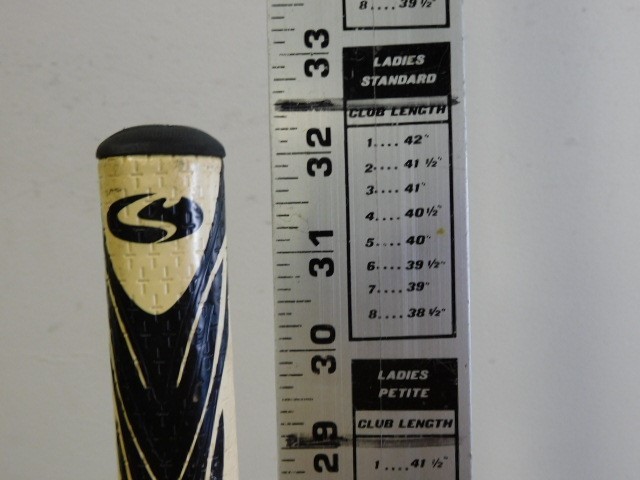 8....39 ½"
33
LADIES
STANDARD
CLUB LENGTH
32
1....42"
2....41 ½"
3....41"
4....40½"
5....40"
6....39 ½"
7....39"
8....38 ½"
31
30
LADIES
PETITE
CLUB LENGTH
29
1....41 ½"
S